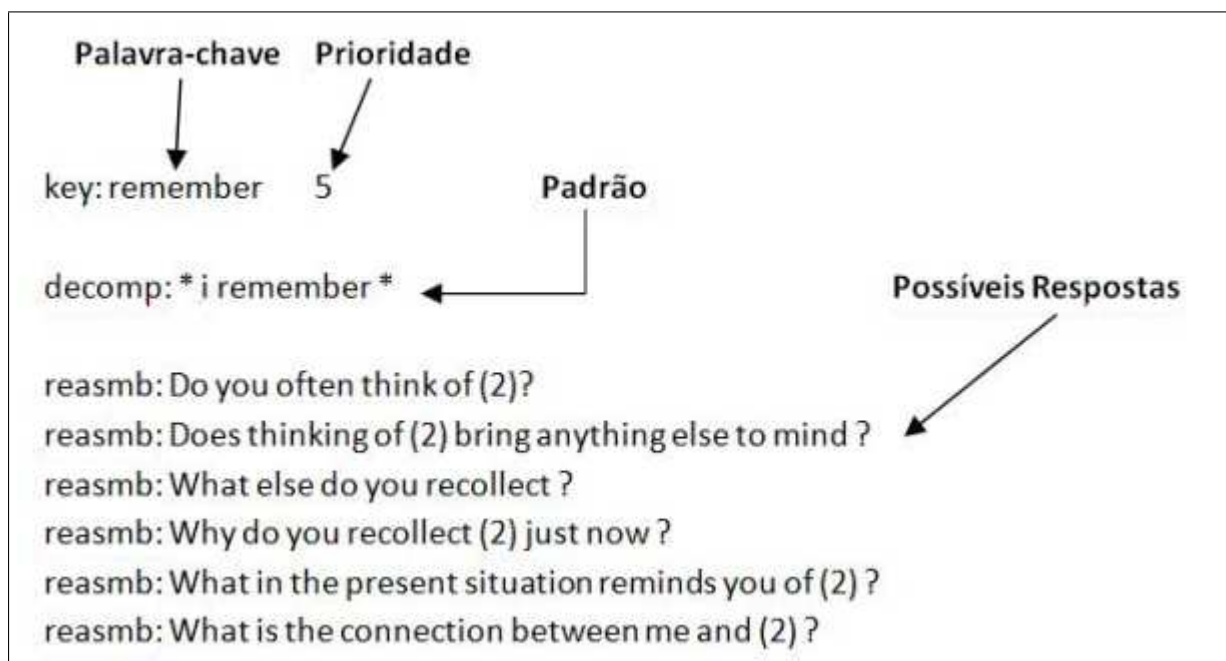 Palavra-chave Prioridade
key: remember 5 Padrão
decomp: * i remember * Possíveis Respostas
reasmb: Do you often think of (2)?
reasmb: Does thinking of (2) bring anything else to mind ?
reasmb: What else do you recollect ?
reasmb: Why do you recollect (2) just now ?
reasmb: What in the present situation reminds you of (2) ?
reasmb: What is the connection between me and (2) ?